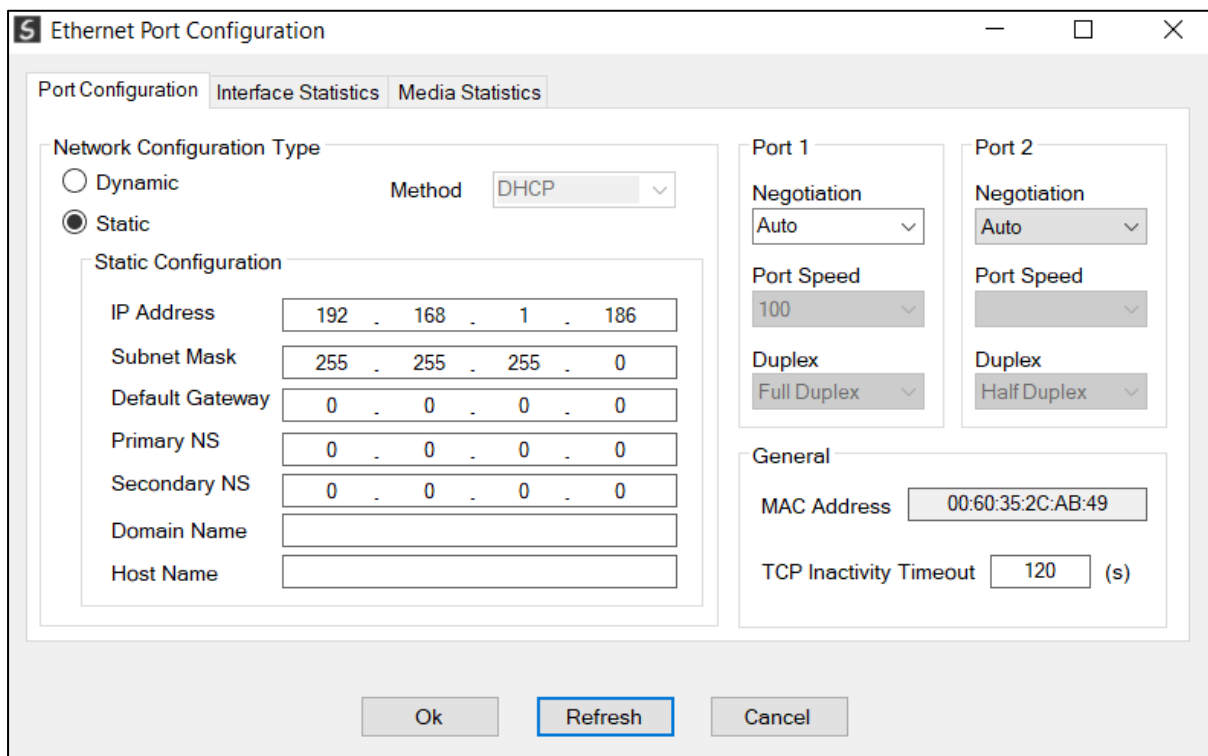 S Ethernet Port Configuration
Port Configuration Interface Statistics Media Statistics
Network Configuration Type
Dynamic
Method DHCP
Static
Static Configuration
IP Address 192 . 168 . 1 . 186
Subnet Mask 255 . 255 . 255 . 0
Default Gateway 0 . 0 . 0 . 0
Primary NS 0 . 0 . 0 . 0
Secondary NS 0 . 0 . 0 . 0
Domain Name
Host Name
Port 1
Negotiation
Auto
Port Speed
100
Duplex
Full Duplex
Port 2
Negotiation
Auto
Port Speed
Duplex
Half Duplex
General
MAC Address 00:60:35:2C:AB:49
TCP Inactivity Timeout 120 (s)
Ok Refresh Cancel